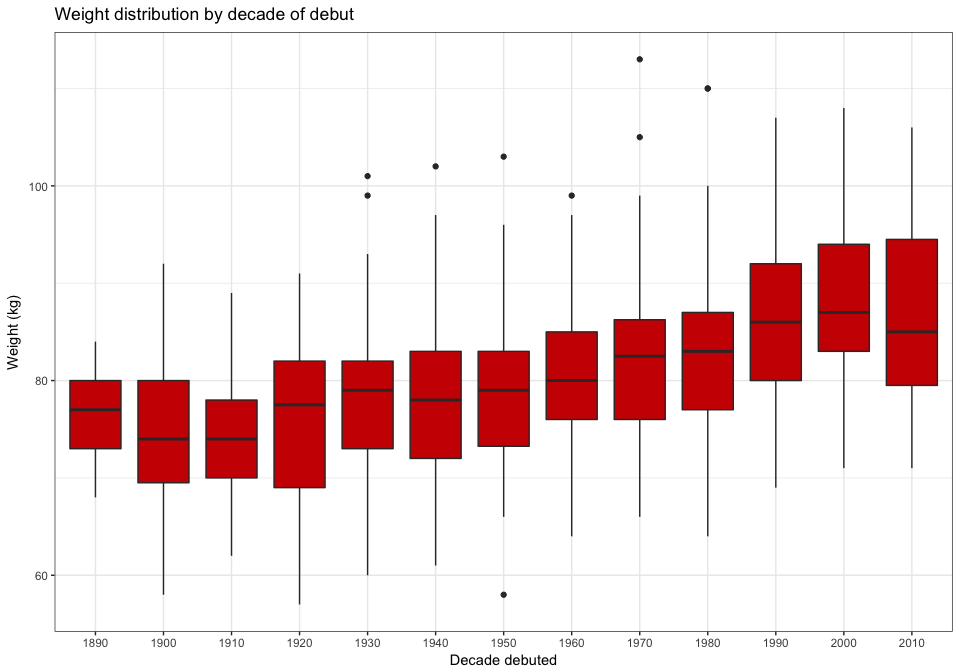 Weight distribution by decade of debut
Weight (kg)
100
80
60
1890 1900 1910 1920 1930 1940 1950 1960 1970 1980 1990 2000 2010
Decade debuted